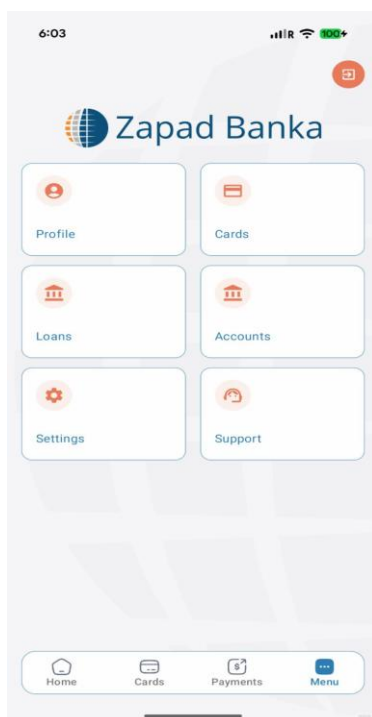 6:03
R 100
Zapad Banka
Profile Cards
Loans Accounts
Settings Support
Home Cards Payments Menu